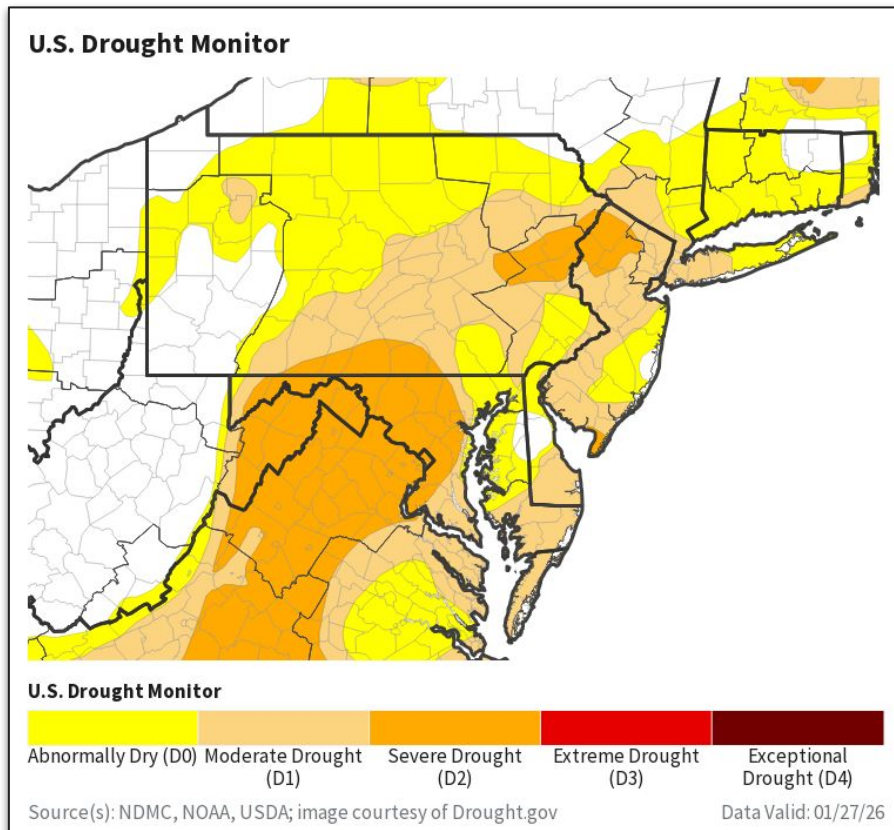 U.S. Drought Monitor
U.S. Drought Monitor
Abnormally Dry (D0)
Moderate Drought
(D1)
Severe Drought
(D2)
Extreme Drought
(D3)
Exceptional
Drought (D4)
Source(s): NDMC, NOAA, USDA; image courtesy of Drought.gov
Data Valid: 01/27/26